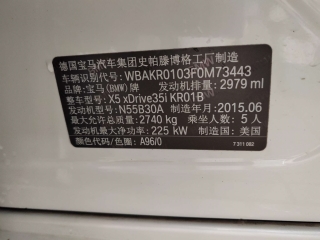 德国宝马汽车集团史帕滕博格工厂制造
车辆识别代号: WBAKR0103F0M73443
品牌: 宝马(BMW)牌 发动机排量: 2979 ml
车型: X5 xDrive35i KR01B
发动机型号: N55B30A 制造年月: 2015.06
最大允许总质量: 2740 kg 乘坐人数: 5 人
发动机最大净功率: 225 kW 制造国: 美国
颜色代码/色圈: A96/0
7 311 082